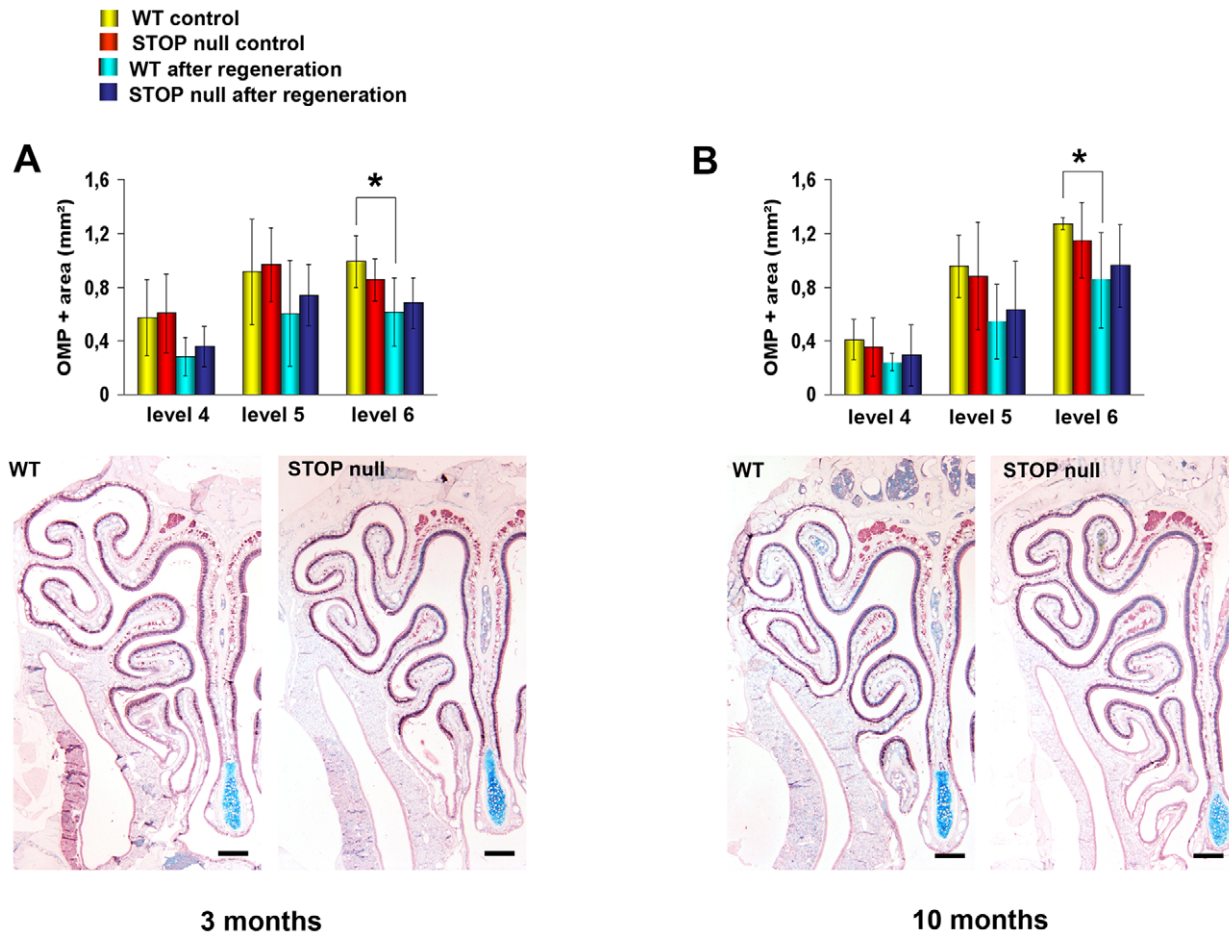 WT control
STOP null control
WT after regeneration
STOP null after regeneration
A
OMP + area (mm²)
1,6
1,2
0,8
0,4
0
*
level 4
level 5
level 6
WT
STOP null
3 months
B
OMP + area (mm²)
1,6
1,2
0,8
0,4
0
*
level 4
level 5
level 6
WT
STOP null
10 months